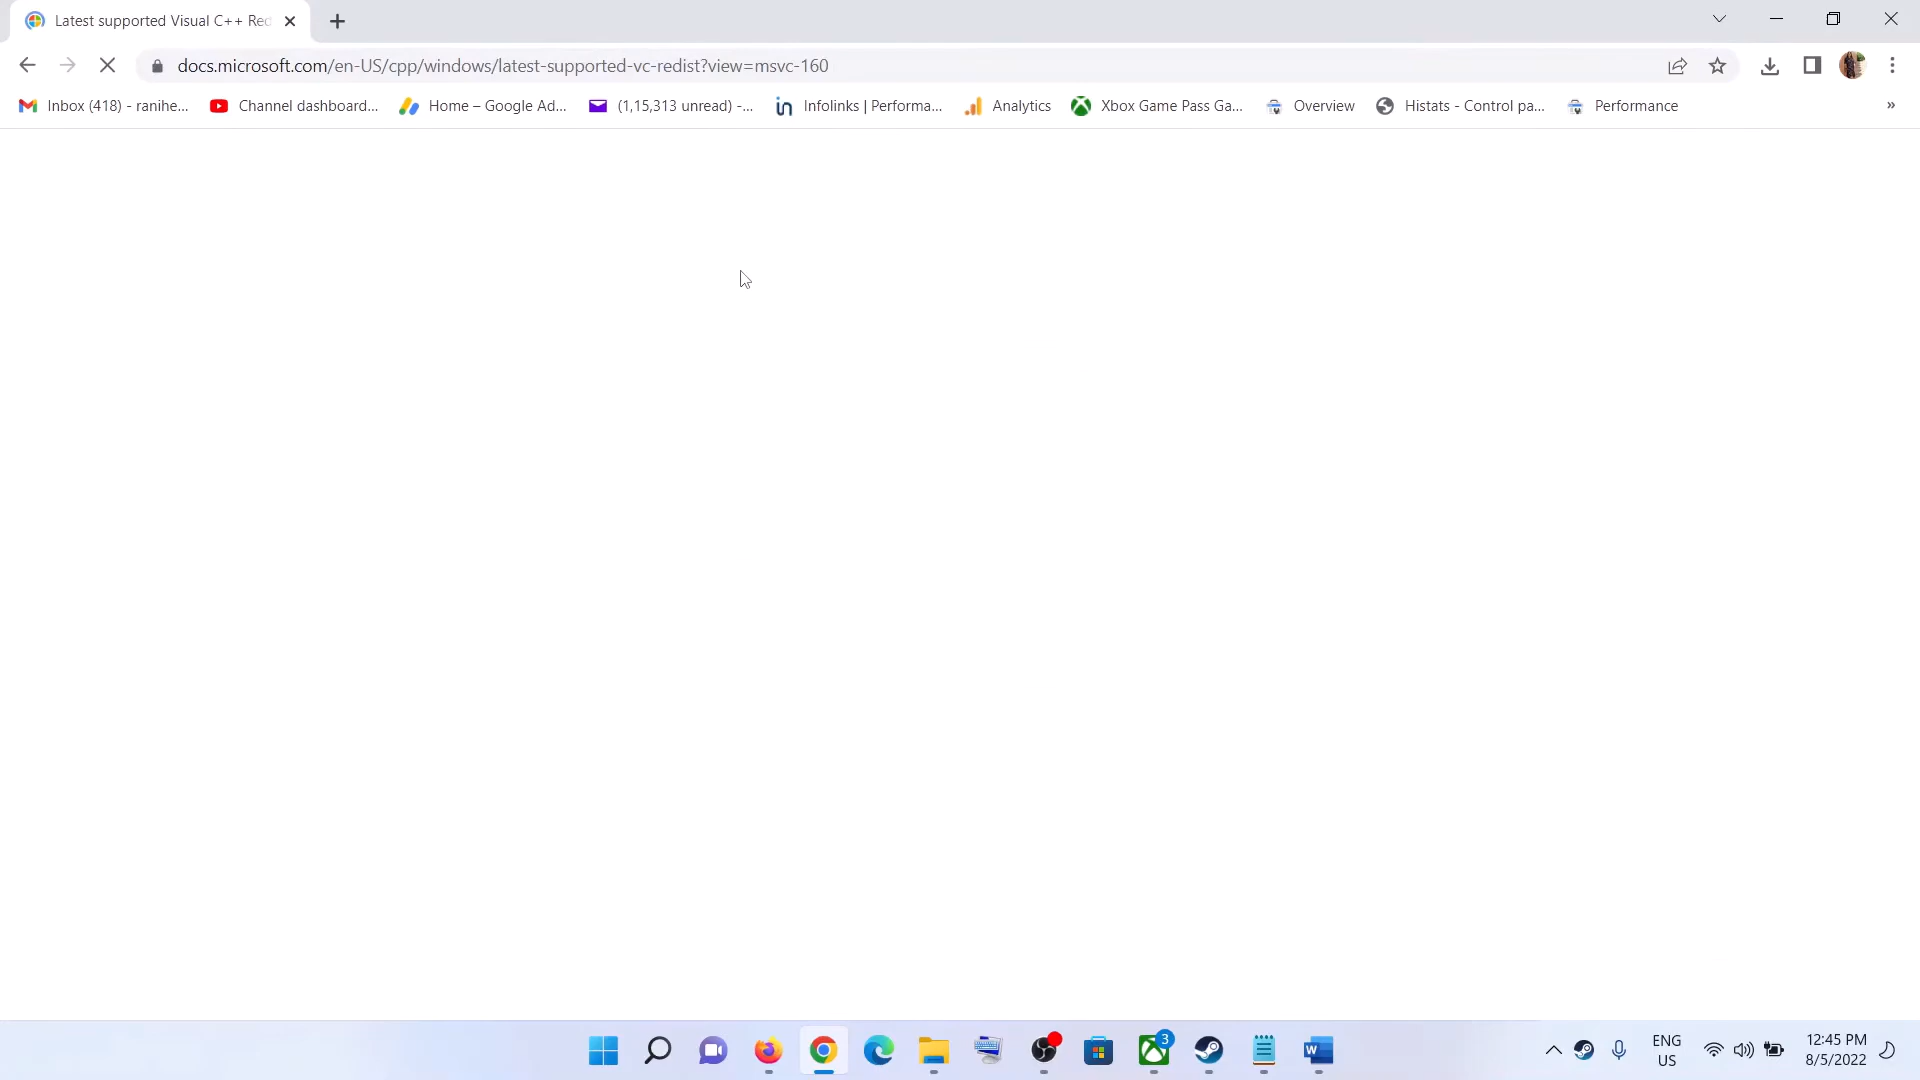 Latest supported Visual C++ Red
docs.microsoft.com/en-US/cpp/windows/latest-supported-vc-redist?view=msvc-160
Inbox (418) - ranihe...
Channel dashboard...
Home – Google Ad...
(1,15,313 unread) -...
Infolinks | Performa...
Analytics
Xbox Game Pass Ga...
Overview
Histats - Control pa...
Performance
»
3
ENG
US
12:45 PM
8/5/2022